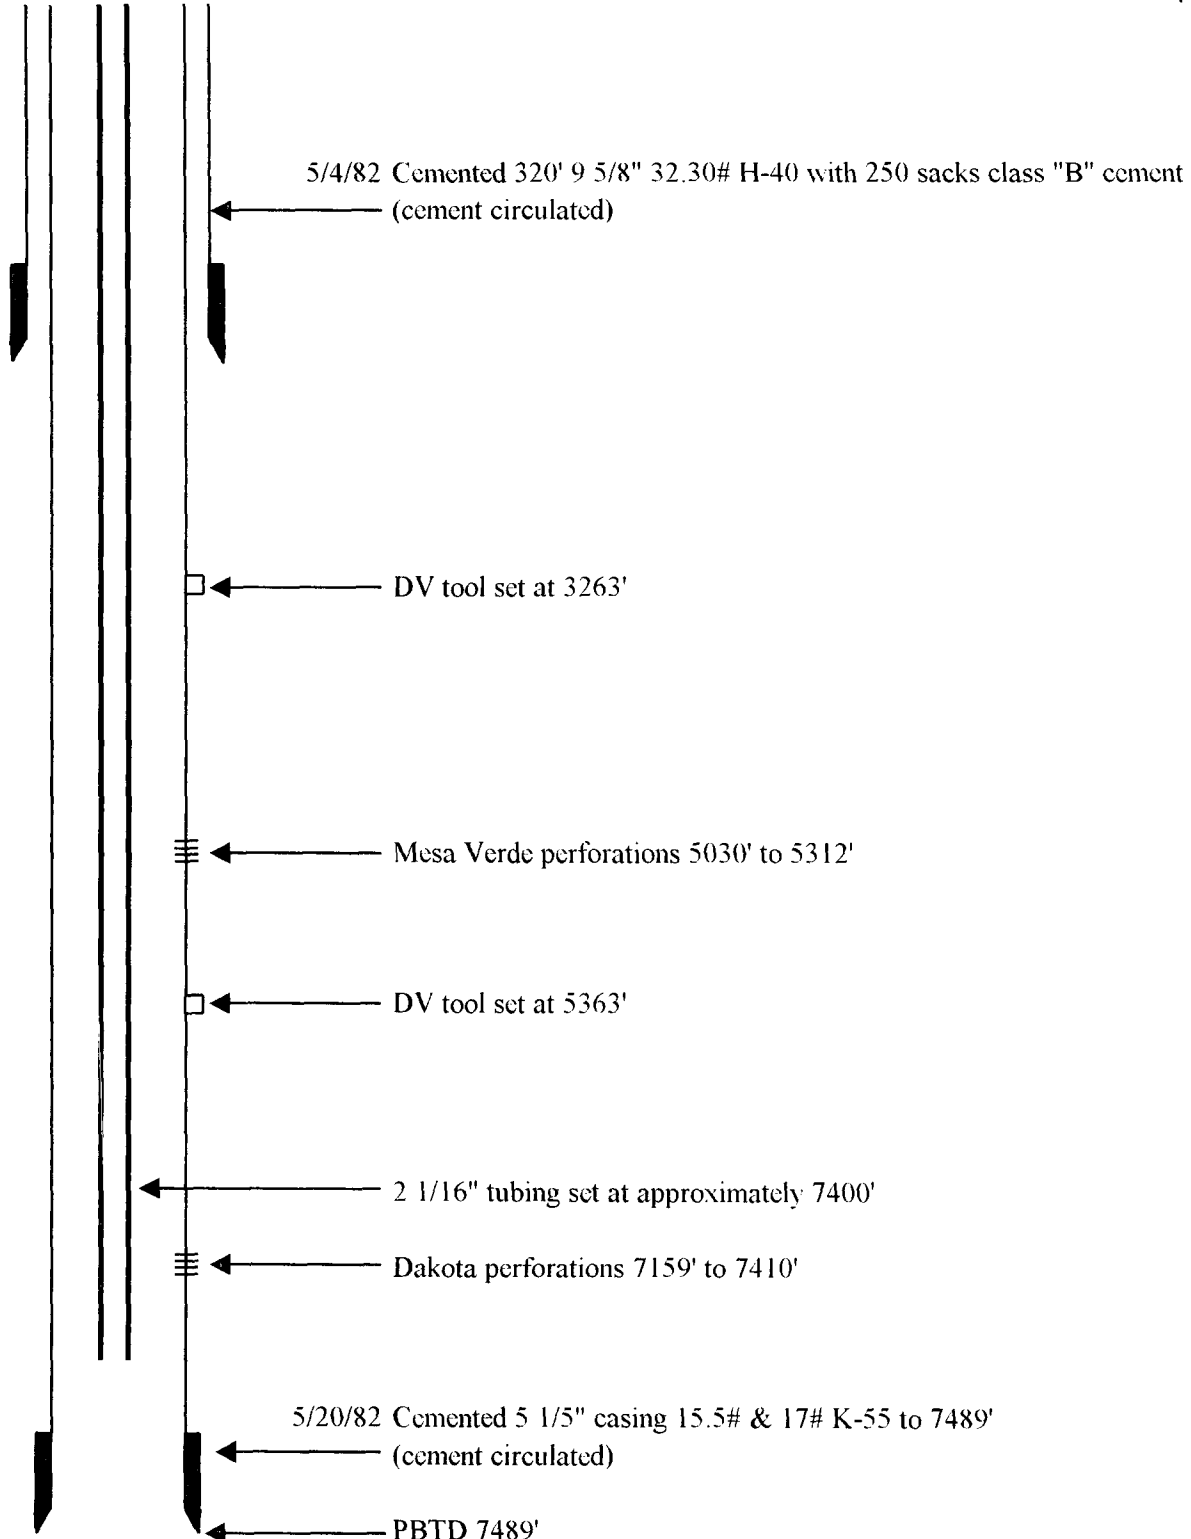 5/4/82 Cemented 320' 9 5/8" 32.30# H-40 with 250 sacks class "B" cement
(cement circulated)
DV tool set at 3263'
Mesa Verde perforations 5030' to 5312'
DV tool set at 5363'
2 1/16" tubing set at approximately 7400'
Dakota perforations 7159' to 7410'
5/20/82 Cemented 5 1/5" casing 15.5# & 17# K-55 to 7489'
(cement circulated)
PBTD 7489'